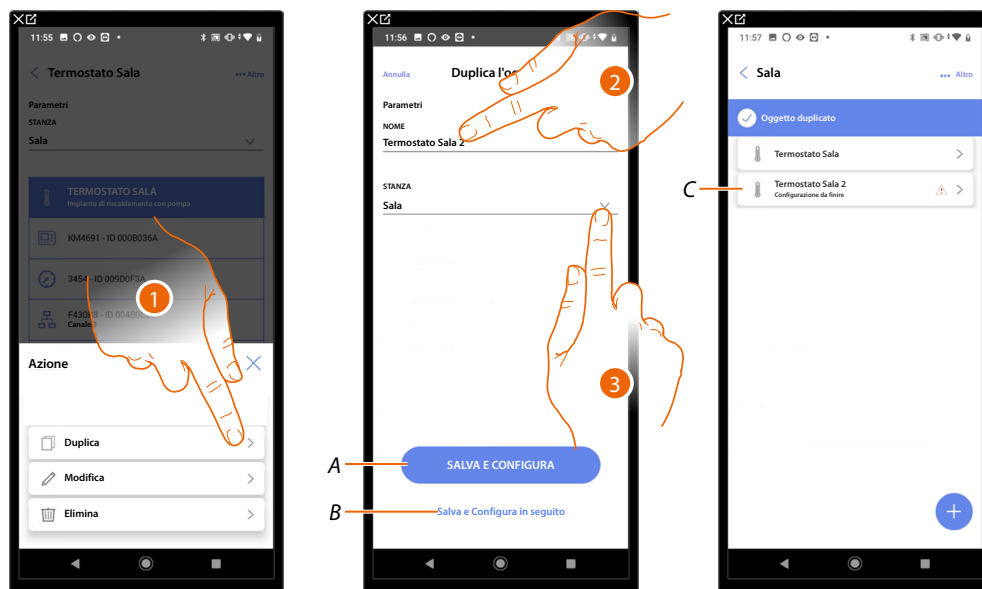 11:55
Termostato Sala
Altro
Parametri
STANZA
Sala
TERMOSTATO SALA
Impianto di riscaldamento con pompa
KM4691 - ID 000B036A
3454 - ID 009D0F3A
1
Azione
Duplica
Modifica
Elimina
11:56
Annulla
Duplica
2
Parametri
NOME
Termostato Sala 2
STANZA
Sala
3
A
SALVA E CONFIGURA
B
Salva e Configura in seguito
11:57
Sala
Altro
Oggetto duplicato
Termostato Sala
C
Termostato Sala 2
Configurazione da finire